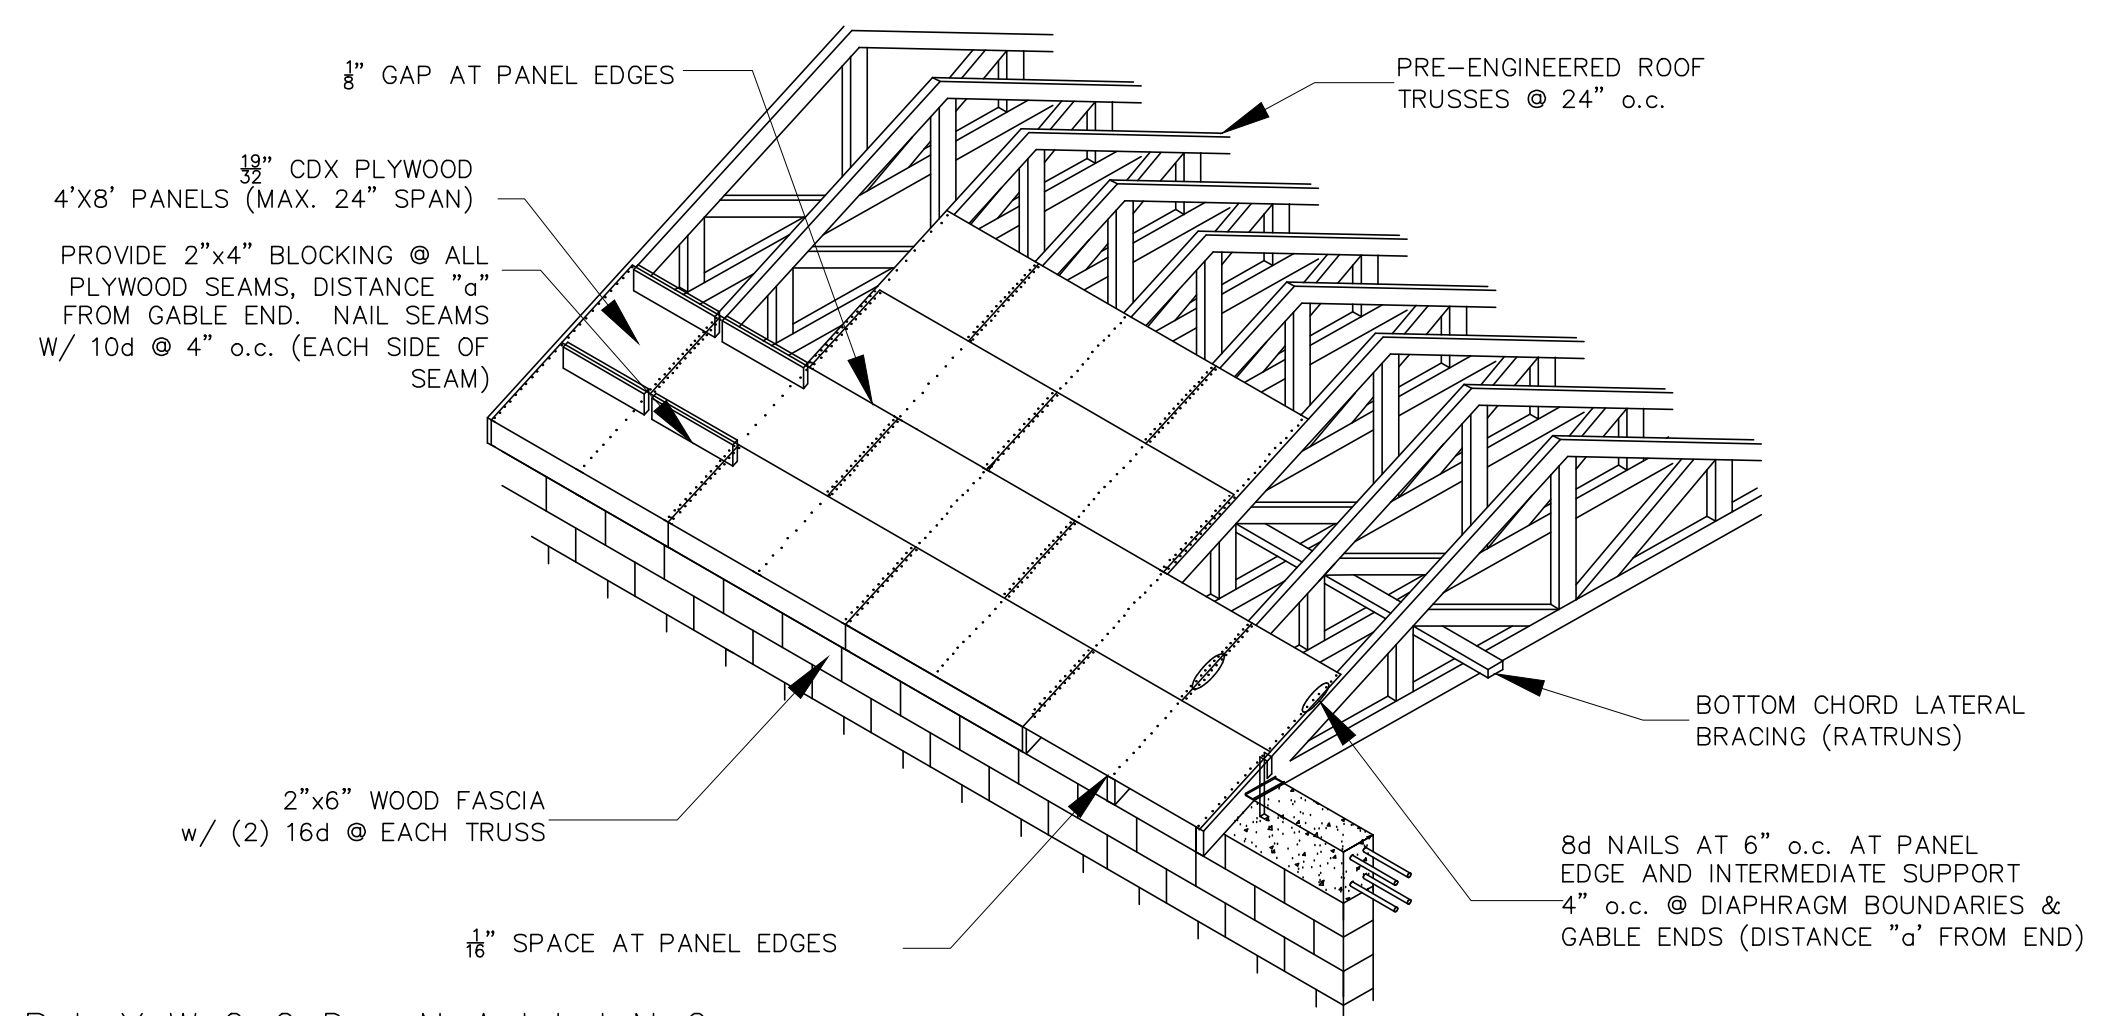 1/8" GAP AT PANEL EDGES
PRE-ENGINEERED ROOF
TRUSSES @ 24" o.c.
19/32" CDX PLYWOOD
4'X8' PANELS (MAX. 24" SPAN)
PROVIDE 2"x4" BLOCKING @ ALL
PLYWOOD SEAMS, DISTANCE "a"
FROM GABLE END. NAIL SEAMS
W/ 10d @ 4" o.c. (EACH SIDE OF
SEAM)
BOTTOM CHORD LATERAL
BRACING (RATRUNS)
2"x6" WOOD FASCIA
w/ (2) 16d @ EACH TRUSS
8d NAILS AT 6" o.c. AT PANEL
EDGE AND INTERMEDIATE SUPPORT
4" o.c. @ DIAPHRAGM BOUNDARIES &
GABLE ENDS (DISTANCE "a' FROM END)
1/16" SPACE AT PANEL EDGES